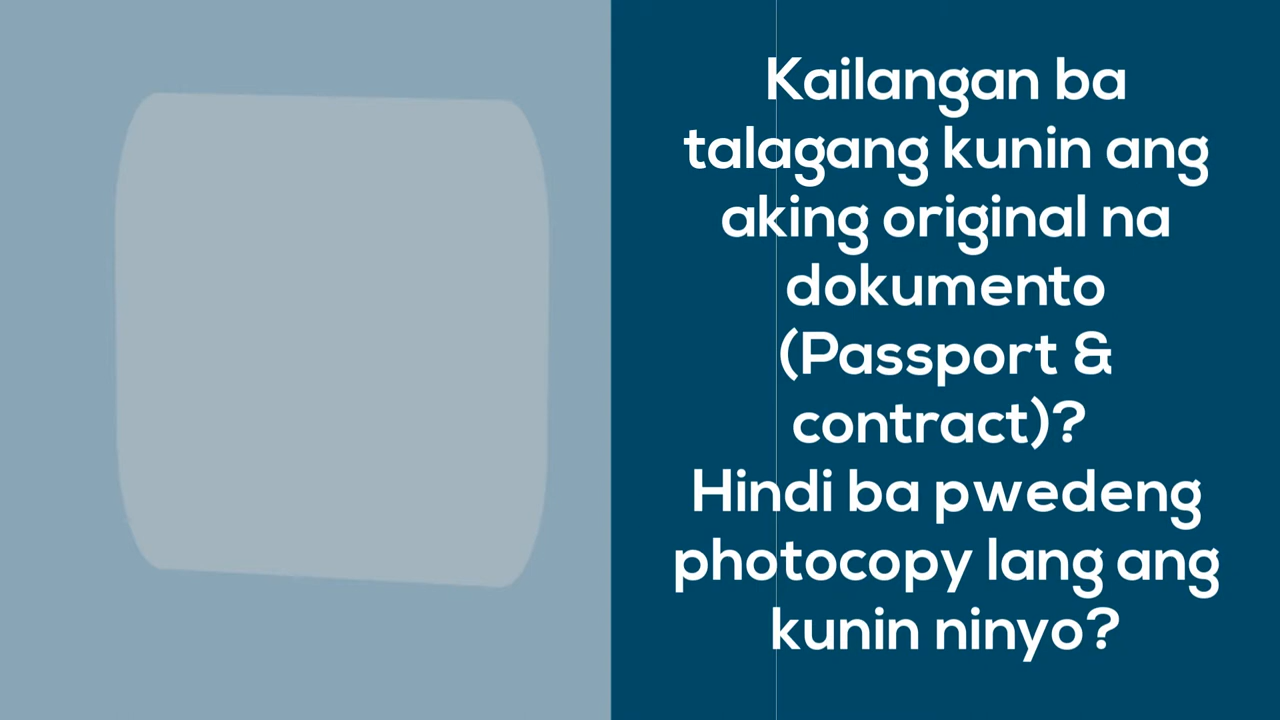 Kailangan ba
talagang kunin ang
aking original na
dokumento
(Passport &
contract)?
Hindi ba pwedeng
photocopy lang ang
kunin ninyo?